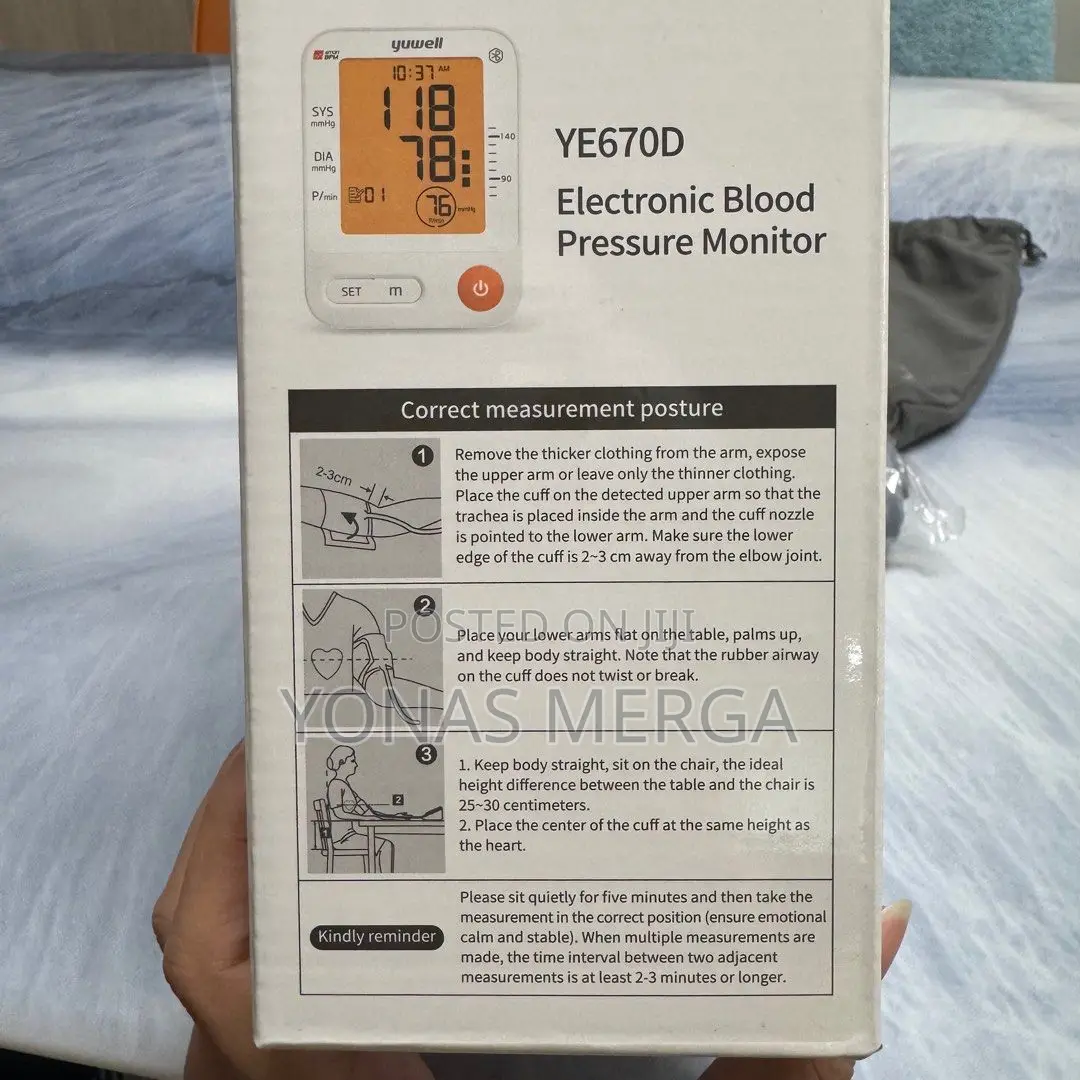 yuwell
smart
BPM
10:37 AM
SYS
mmHg
118
DIA
mmHg
78
140
90
P/min
01
76
mmHg
P/min
SET
m
YE670D
Electronic Blood
Pressure Monitor
Correct measurement posture
1
2-3cm
Remove the thicker clothing from the arm, expose
the upper arm or leave only the thinner clothing.
Place the cuff on the detected upper arm so that the
trachea is placed inside the arm and the cuff nozzle
is pointed to the lower arm. Make sure the lower
edge of the cuff is 2~3 cm away from the elbow joint.
2
POSTED ON JIJI
Place your lower arms flat on the table, palms up,
and keep body straight. Note that the rubber airway
on the cuff does not twist or break.
YONAS MERGA
3
2
1
1. Keep body straight, sit on the chair, the ideal
height difference between the table and the chair is
25~30 centimeters.
2. Place the center of the cuff at the same height as
the heart.
Kindly reminder
Please sit quietly for five minutes and then take the
measurement in the correct position (ensure emotional
calm and stable). When multiple measurements are
made, the time interval between two adjacent
measurements is at least 2-3 minutes or longer.